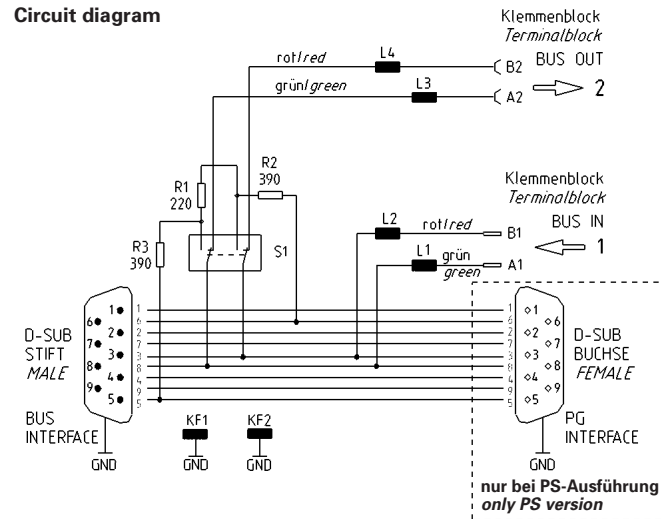 Circuit diagram
Klemmenblock
Terminalblock
BUS OUT
L4
rot/red
B2
2
L3
grün/green
A2
R2
390
R1
220
Klemmenblock
Terminalblock
BUS IN
L2
rot/red
B1
1
S1
L1
grün
green
A1
R3
390
1 1 1 1
6 6 6 6
2 2 2 2
7 7 7 7
3 3 3 3
8 8 8 8
4 4 4 4
9 9 9 9
5 5 5 5
D-SUB
STIFT
MALE
D-SUB
BUCHSE
FEMALE
BUS
INTERFACE
KF1
KF2
PG
INTERFACE
GND
GND
GND
GND
nur bei PS-Ausführung
only PS version